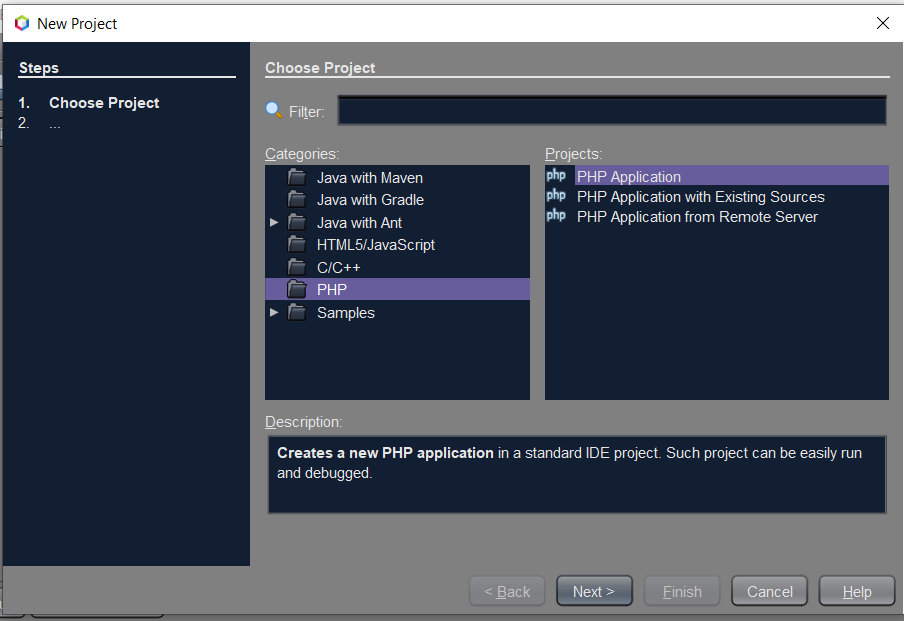 New Project
Steps
1. Choose Project
2. ...
Choose Project
Filter:
Categories:
Java with Maven
Java with Gradle
Java with Ant
HTML5/JavaScript
C/C++
PHP
Samples
Projects:
php PHP Application
php PHP Application with Existing Sources
php PHP Application from Remote Server
Description:
Creates a new PHP application in a standard IDE project. Such project can be easily run
and debugged.
< Back Next > Finish Cancel Help